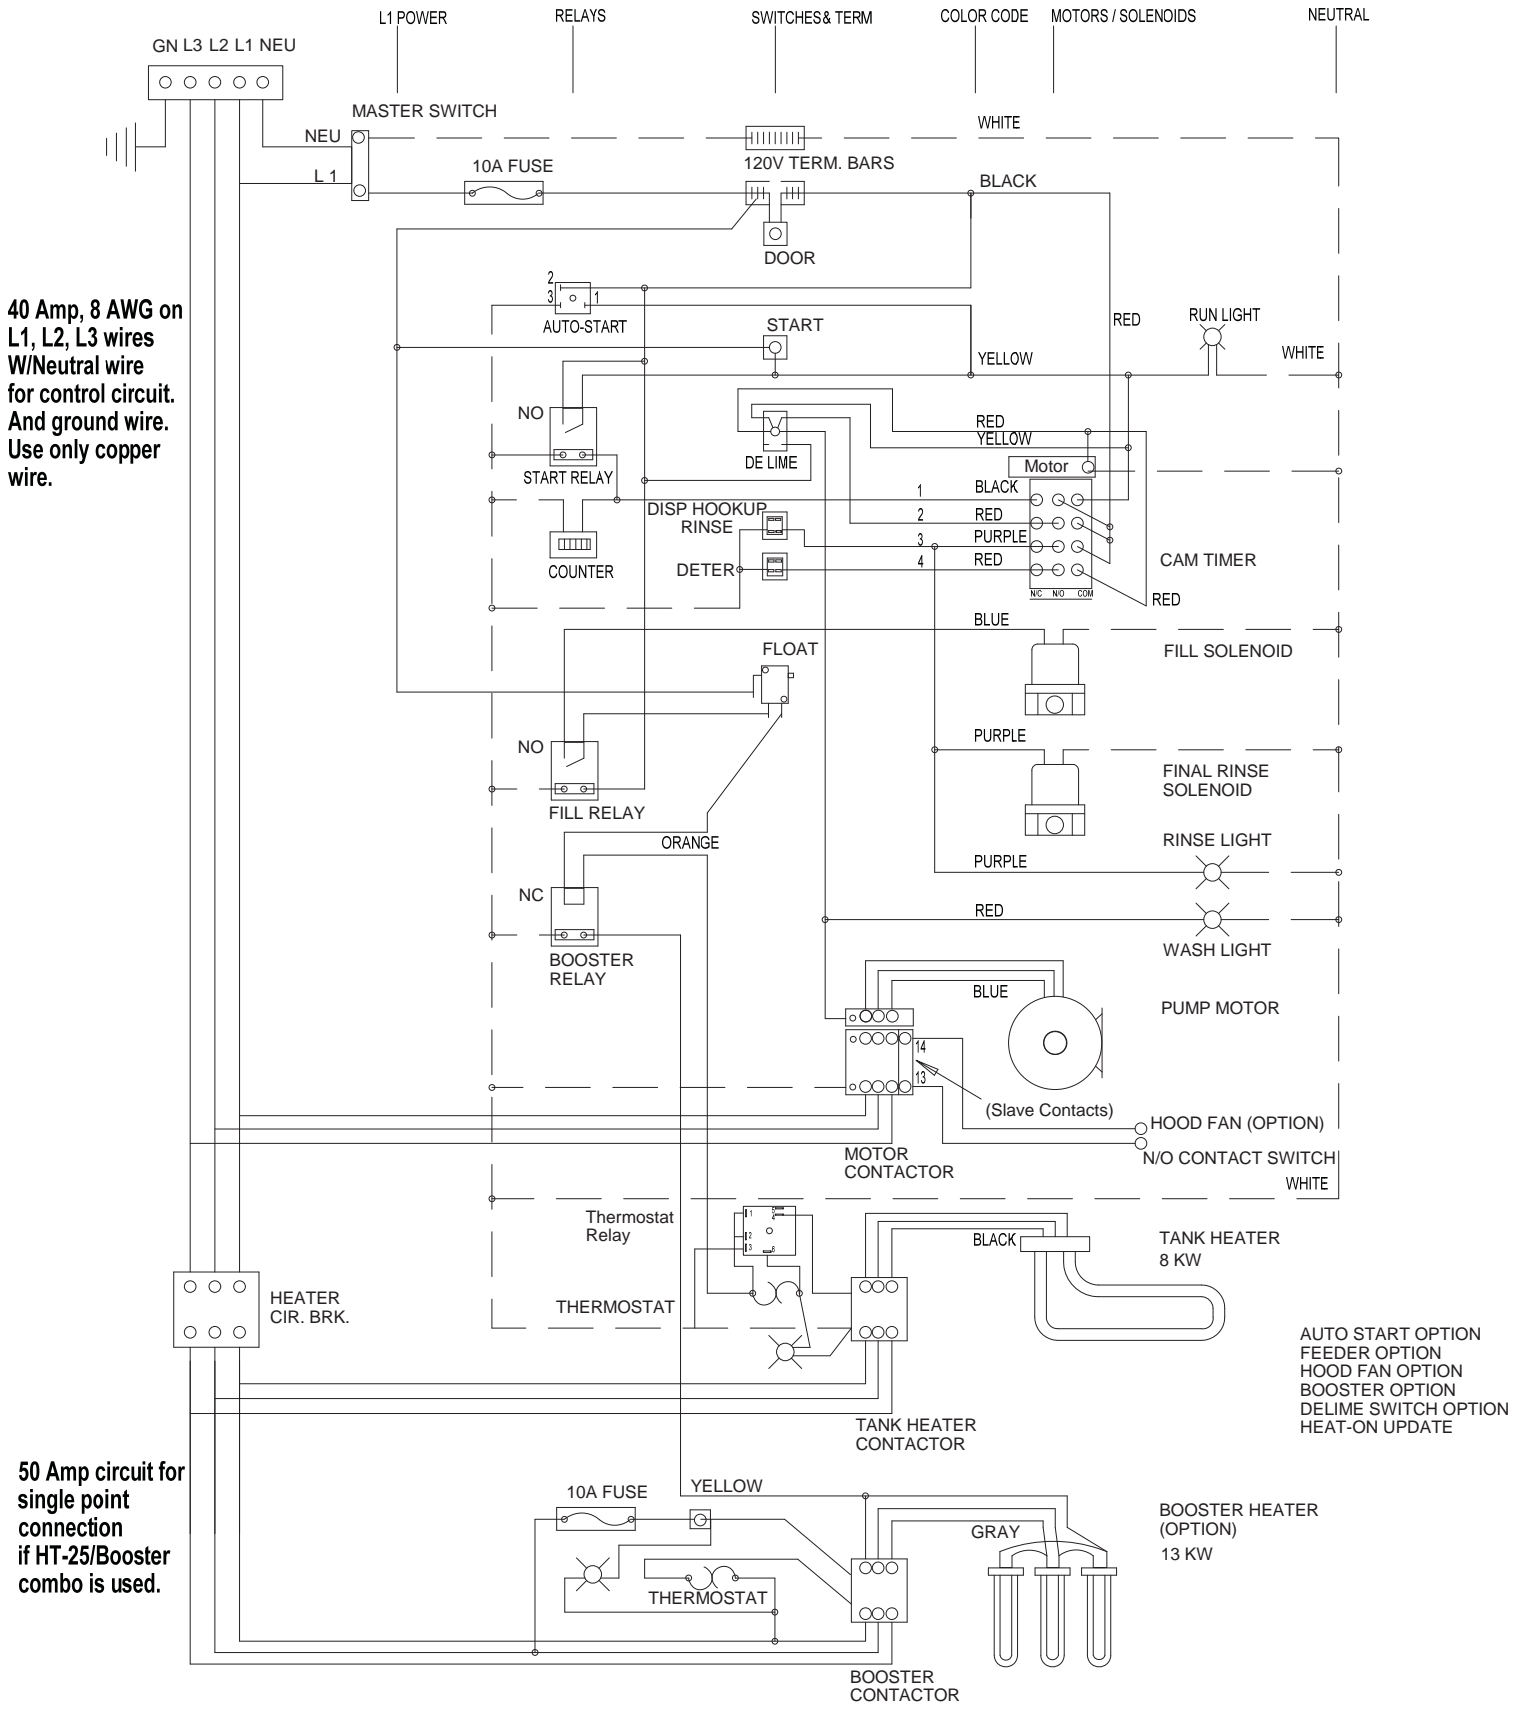 L1 POWER
RELAYS
SWITCHES & TERM
COLOR CODE
MOTORS / SOLENOIDS
NEUTRAL
GN L3 L2 L1 NEU
MASTER SWITCH
NEU
L 1
10A FUSE
120V TERM. BARS
WHITE
BLACK
DOOR
40 Amp, 8 AWG on
L1, L2, L3 wires
W/Neutral wire
for control circuit.
And ground wire.
Use only copper
wire.
2
3
1
AUTO-START
START
RED
RUN LIGHT
WHITE
YELLOW
NO
START RELAY
DE LIME
RED
YELLOW
Motor
1
BLACK
DISP HOOKUP
RINSE
2
RED
3
PURPLE
COUNTER
DETER
4
RED
CAM TIMER
N/C N/O COM
RED
BLUE
FILL SOLENOID
FLOAT
NO
FILL RELAY
PURPLE
FINAL RINSE
SOLENOID
ORANGE
RINSE LIGHT
PURPLE
NC
RED
WASH LIGHT
BOOSTER
RELAY
BLUE
PUMP MOTOR
14
13
(Slave Contacts)
HOOD FAN (OPTION)
N/O CONTACT SWITCH
MOTOR
CONTACTOR
WHITE
Thermostat
Relay
1
2
3
5
4
6
BLACK
TANK HEATER
8 KW
HEATER
CIR. BRK.
THERMOSTAT
AUTO START OPTION
FEEDER OPTION
HOOD FAN OPTION
BOOSTER OPTION
DELIME SWITCH OPTION
HEAT-ON UPDATE
TANK HEATER
CONTACTOR
50 Amp circuit for
single point
connection
if HT-25/Booster
combo is used.
10A FUSE
YELLOW
GRAY
BOOSTER HEATER
(OPTION)
13 KW
THERMOSTAT
BOOSTER
CONTACTOR